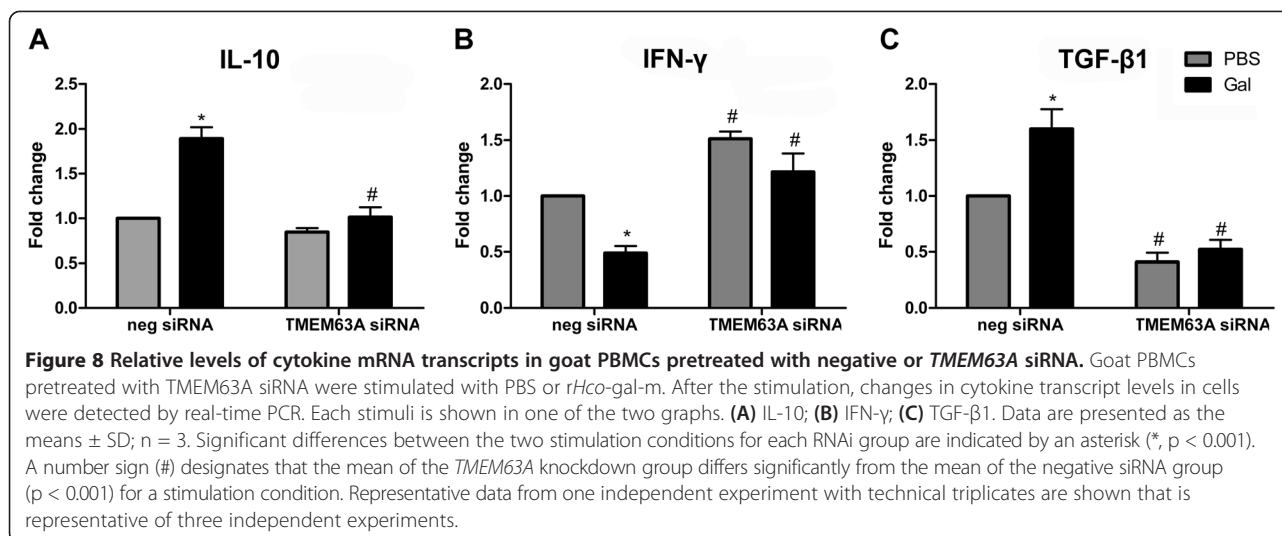 A
IL-10
Fold change
2.5
2.0
1.5
1.0
0.5
0.0
*
#
neg siRNA TMEM63A siRNA
B
IFN-γ
Fold change
2.0
1.5
1.0
0.5
0.0
*
#
#
neg siRNA TMEM63A siRNA
C
TGF-β1
PBS
Gal
Fold change
2.0
1.5
1.0
0.5
0.0
*
#
#
neg siRNA TMEM63A siRNA
Figure 8 Relative levels of cytokine mRNA transcripts in goat PBMCs pretreated with negative or TMEM63A siRNA. Goat PBMCs
pretreated with TMEM63A siRNA were stimulated with PBS or rHco-gal-m. After the stimulation, changes in cytokine transcript levels in cells
were detected by real-time PCR. Each stimuli is shown in one of the two graphs. (A) IL-10; (B) IFN-γ; (C) TGF-β1. Data are presented as the
means ± SD; n = 3. Significant differences between the two stimulation conditions for each RNAi group are indicated by an asterisk (*, p < 0.001).
A number sign (#) designates that the mean of the TMEM63A knockdown group differs significantly from the mean of the negative siRNA group
(p < 0.001) for a stimulation condition. Representative data from one independent experiment with technical triplicates are shown that is
representative of three independent experiments.